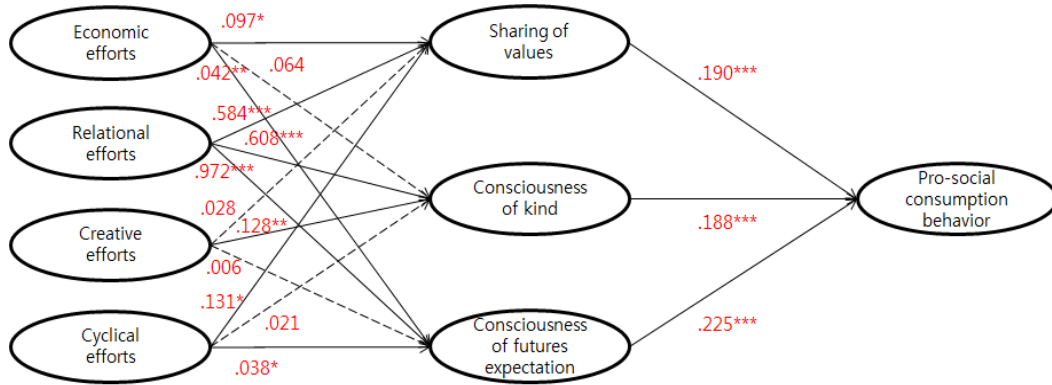 Economic
efforts
.097*
.064
.042**
Sharing of
values
.190***
Relational
efforts
.584***
.608***
.972***
Consciousness
of kind
.188***
Pro-social
consumption
behavior
Creative
efforts
.028
.128**
.006
Cyclical
efforts
.131*
.021
.038*
Consciousness
of futures
expectation
.225***